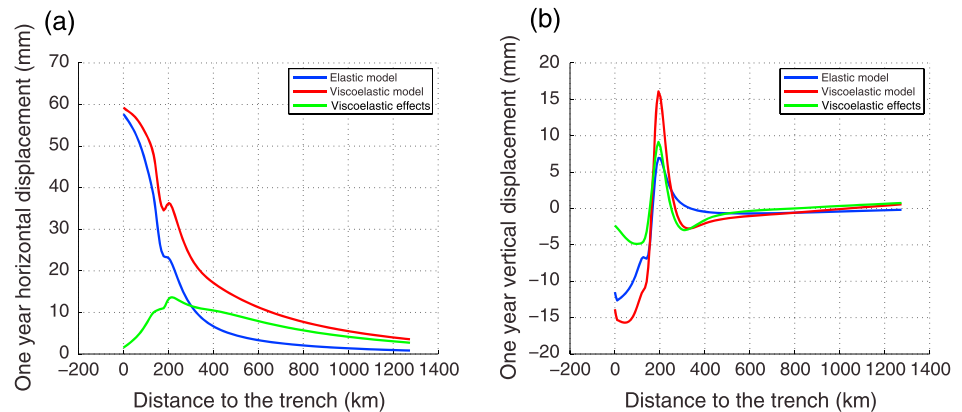 (a)
One year horizontal displacement (mm)
70
60
50
40
30
20
10
0
−200 0 200 400 600 800 1000 1200 1400
Distance to the trench (km)
Elastic model
Viscoelastic model
Viscoelastic effects
(b)
One year vertical displacement (mm)
20
15
10
5
0
−5
−10
−15
−20
−200 0 200 400 600 800 1000 1200 1400
Distance to the trench (km)
Elastic model
Viscoelastic model
Viscoelastic effects